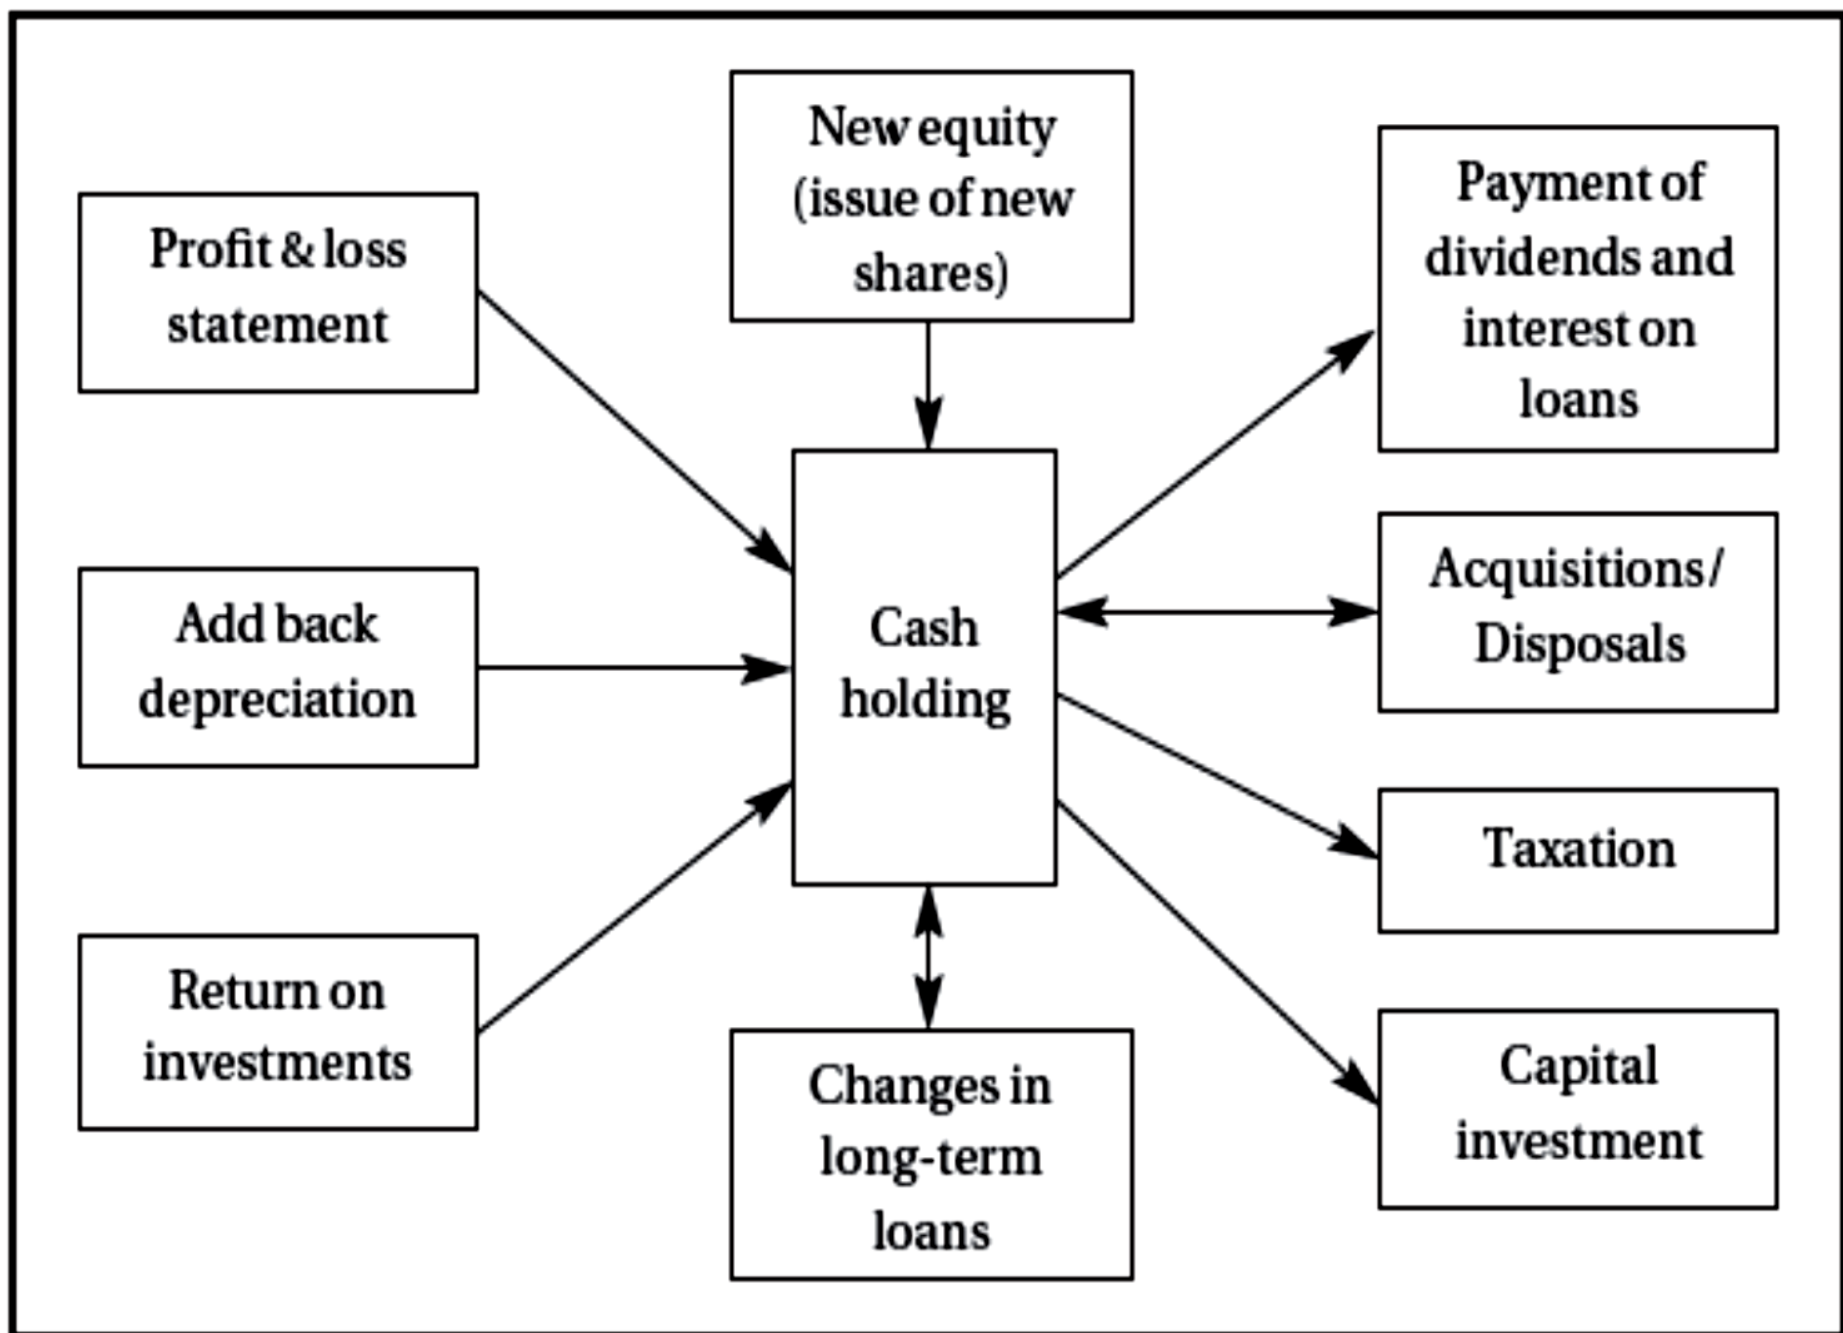 New equity
(issue of new
shares)
Profit & loss
statement
Payment of
dividends and
interest on
loans
Add back
depreciation
Cash
holding
Acquisitions/
Disposals
Taxation
Return on
investments
Changes in
long-term
loans
Capital
investment